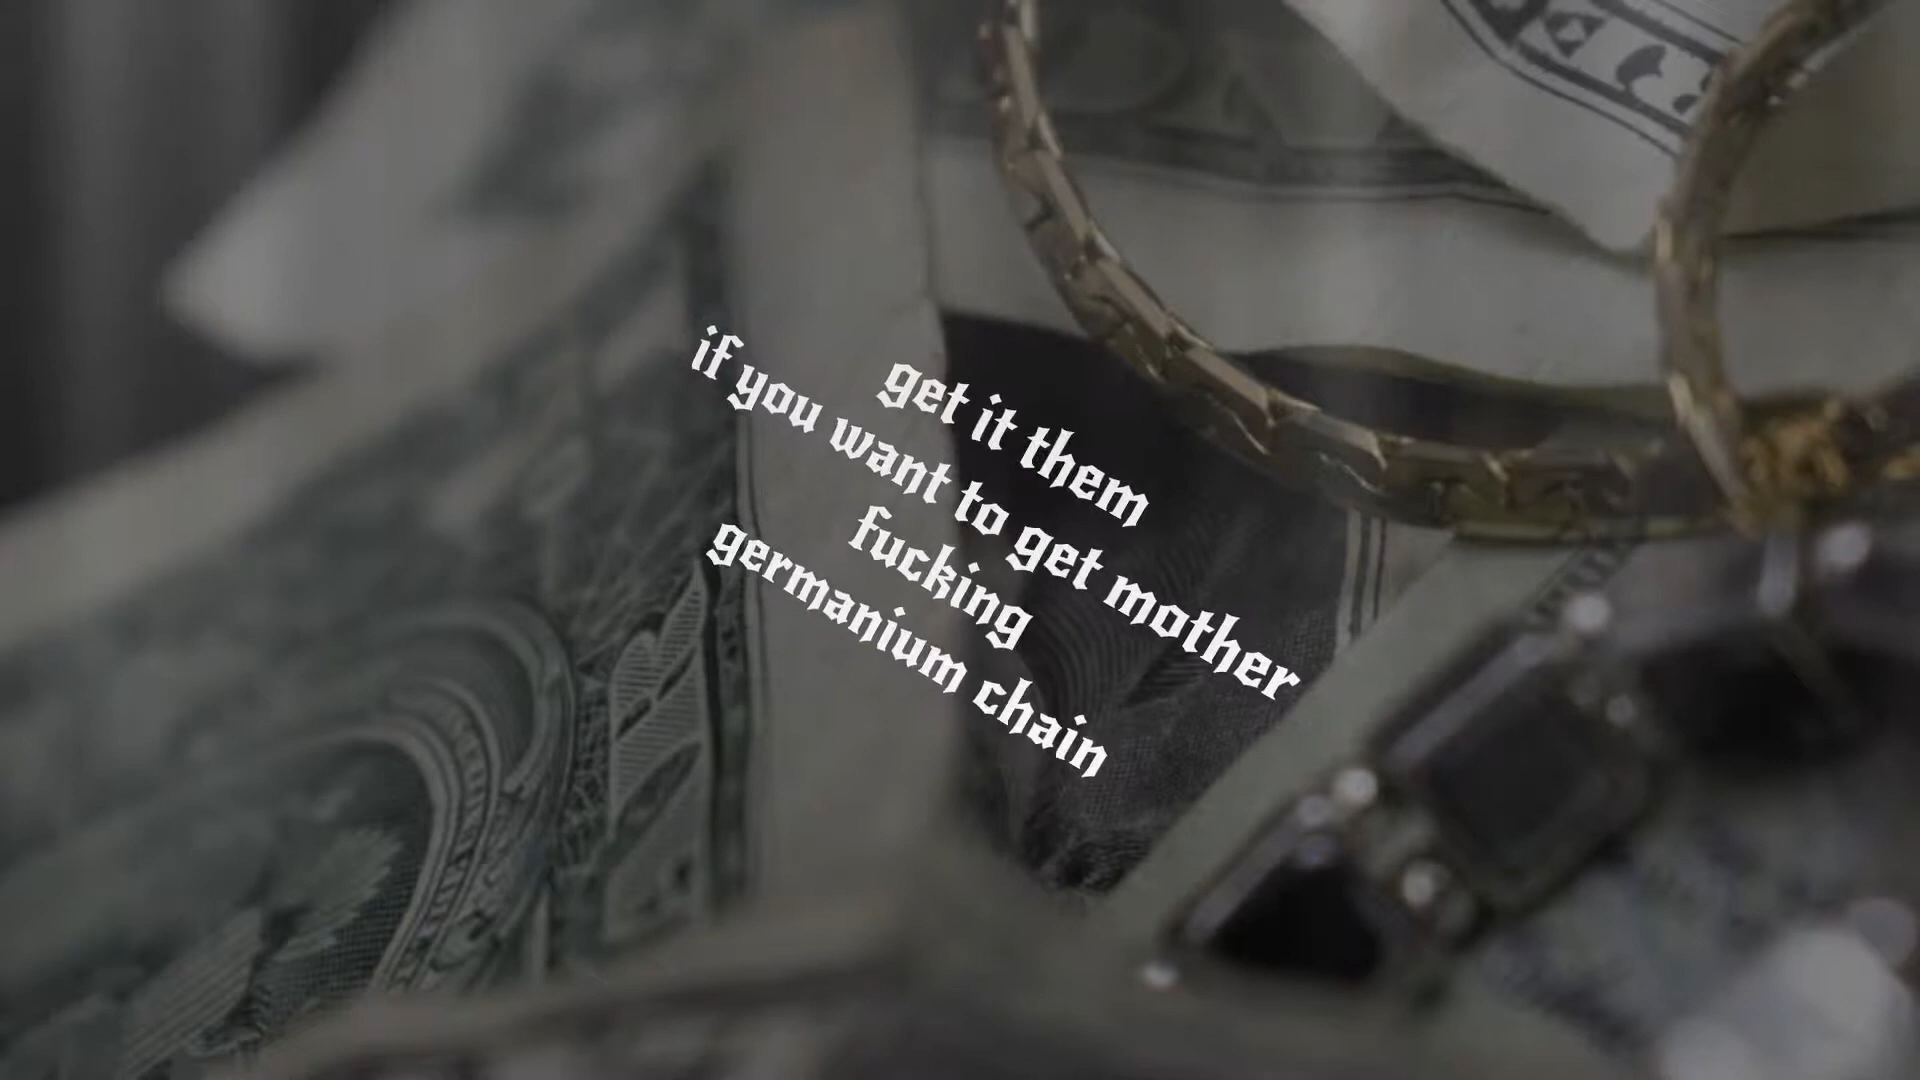 get it them
if you want to get mother
fucking
germanium chain